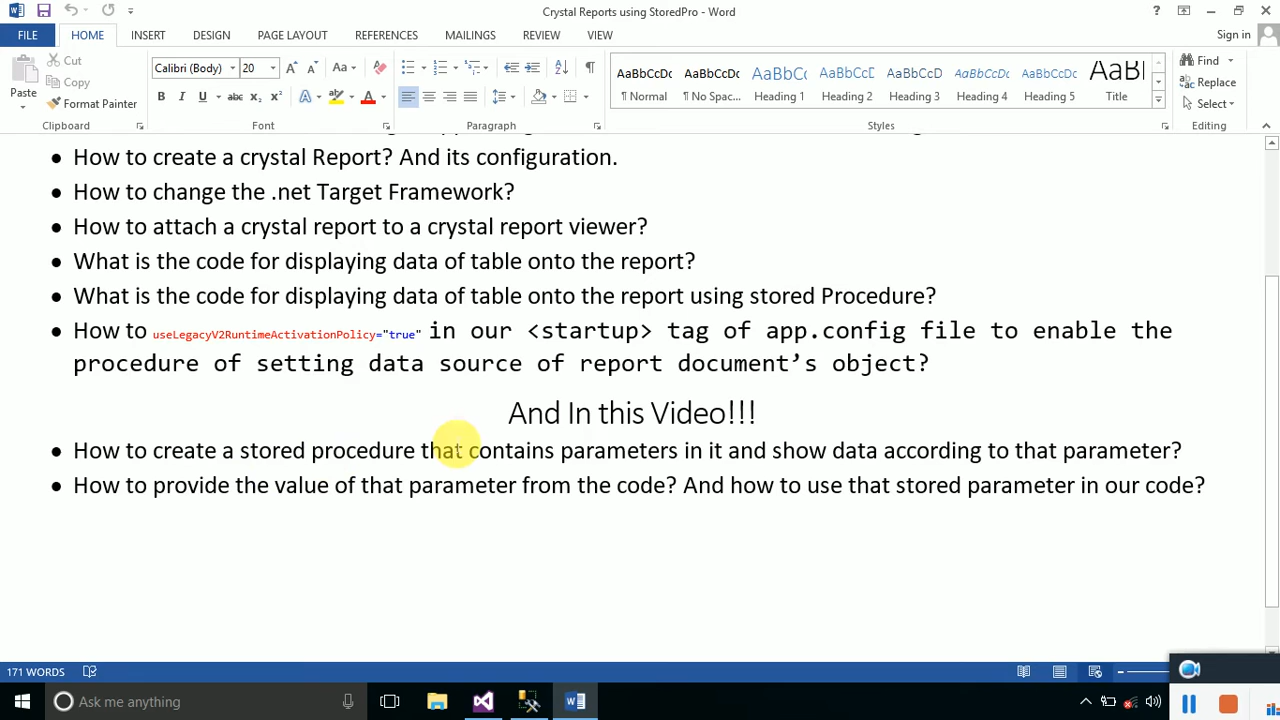 Crystal Reports using StoredPro - Word
?
FILE HOME INSERT DESIGN PAGE LAYOUT REFERENCES MAILINGS REVIEW VIEW Sign in
Paste
Cut
Copy
Format Painter
Clipboard
Calibri (Body) 20 Aa
B I U abc x₂ x² A A
Font
Paragraph
AaBbCcDc AaBbCcDc AaBbCc AaBbCcD AaBbCcDc AaBbCcDc AaBbCcDc AaB
¶ Normal ¶ No Spac... Heading 1 Heading 2 Heading 3 Heading 4 Heading 5 Title
Styles
Find
Replace
Select
Editing
• How to create a crystal Report? And its configuration.
• How to change the .net Target Framework?
• How to attach a crystal report to a crystal report viewer?
• What is the code for displaying data of table onto the report?
• What is the code for displaying data of table onto the report using stored Procedure?
• How to useLegacyV2RuntimeActivationPolicy="true" in our <startup> tag of app.config file to enable the
procedure of setting data source of report document’s object?
And In this Video!!!
• How to create a stored procedure that contains parameters in it and show data according to that parameter?
• How to provide the value of that parameter from the code? And how to use that stored parameter in our code?
171 WORDS
Ask me anything